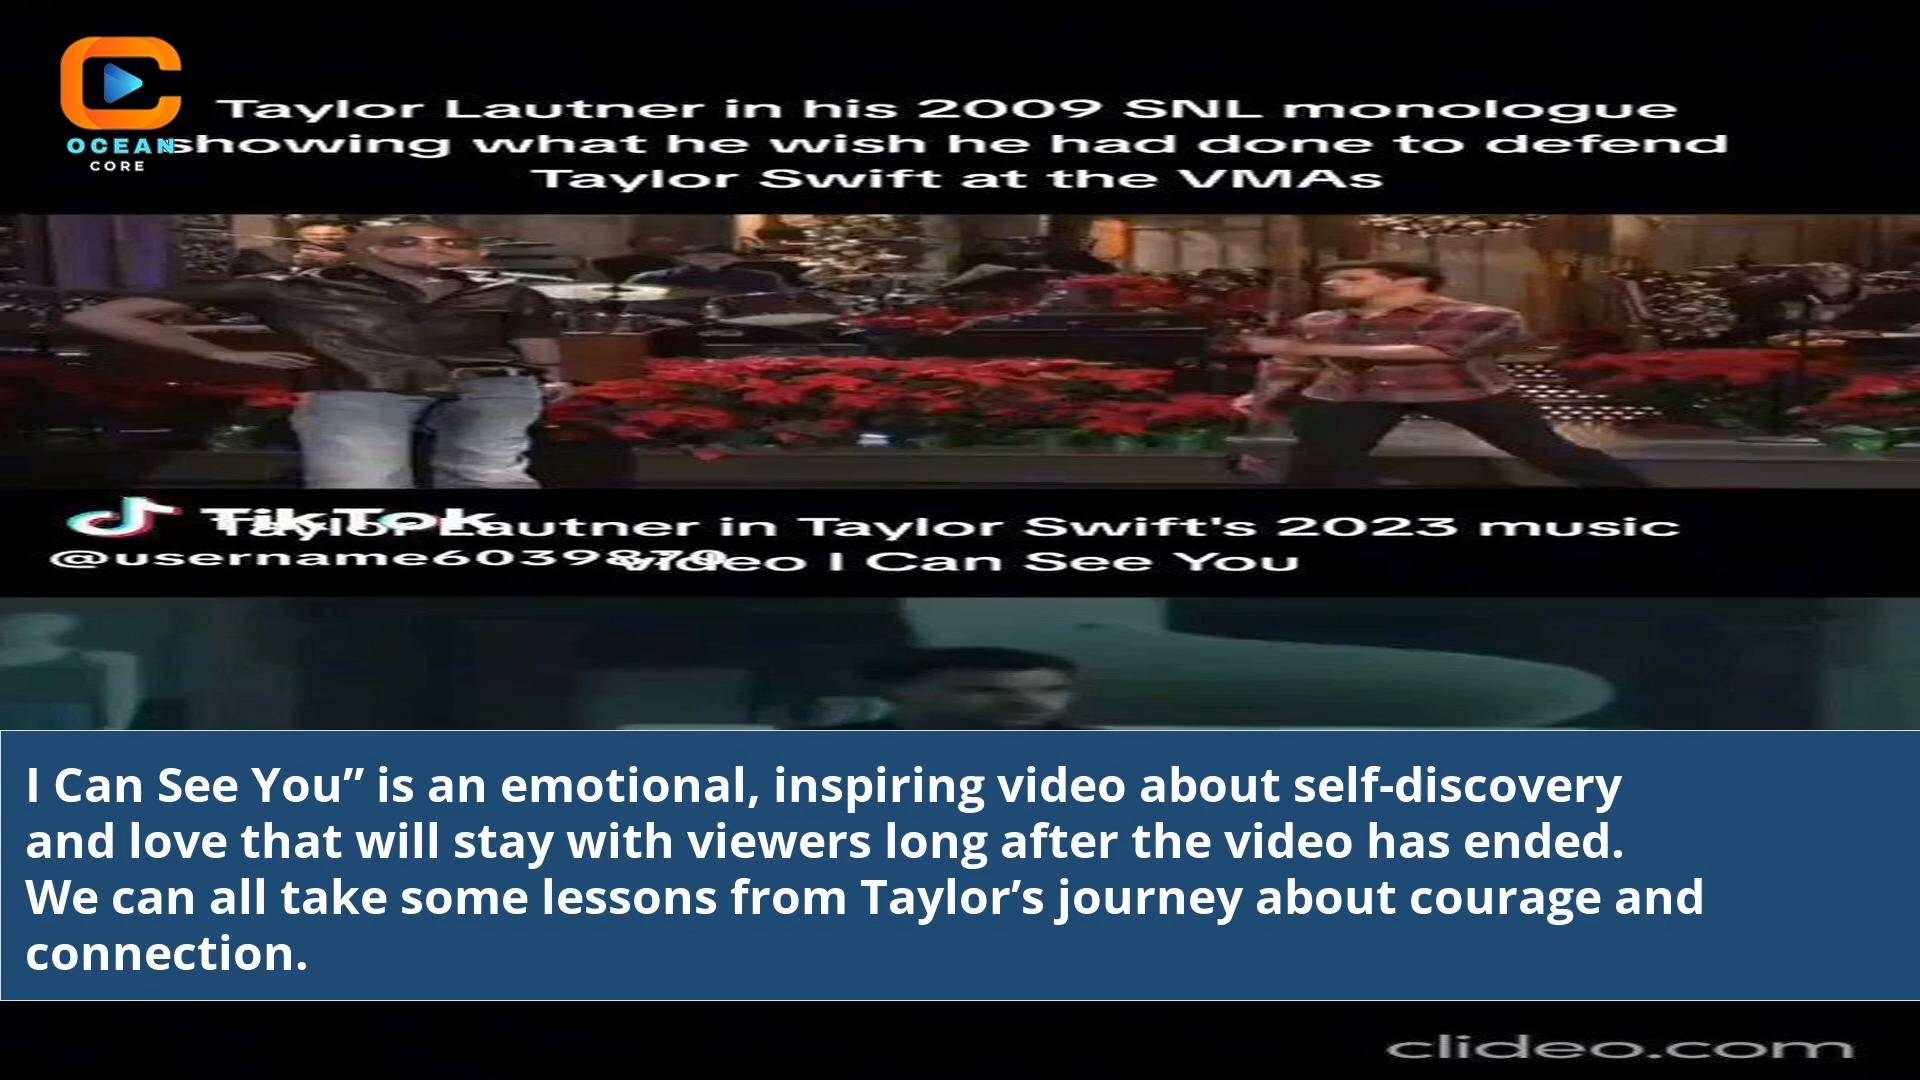 OCEAN
CORE
Taylor Lautner in his 2009 SNL monologue
showing what he wish he had done to defend
Taylor Swift at the VMAs
TikTok
Taylor Lautner in Taylor Swift's 2023 music
@username6039870
video I Can See You
I Can See You” is an emotional, inspiring video about self-discovery
and love that will stay with viewers long after the video has ended.
We can all take some lessons from Taylor’s journey about courage and
connection.
clideo.com